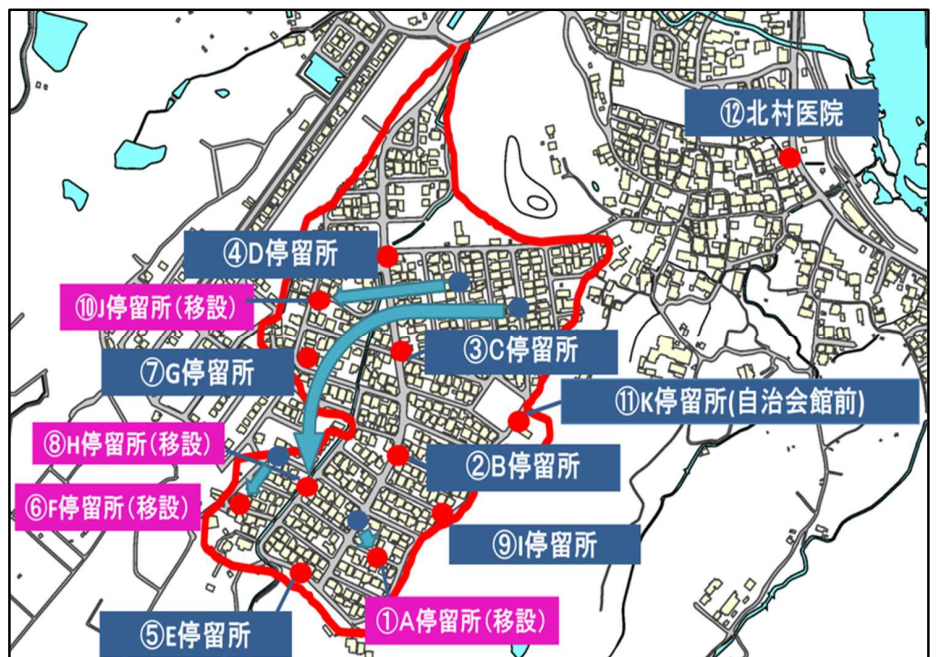 ⑫北村医院
④D停留所
⑩J停留所(移設)
③C停留所
⑦G停留所
⑪K停留所(自治会館前)
⑧H停留所(移設)
②B停留所
⑥F停留所(移設)
⑨I停留所
①A停留所(移設)
⑤E停留所